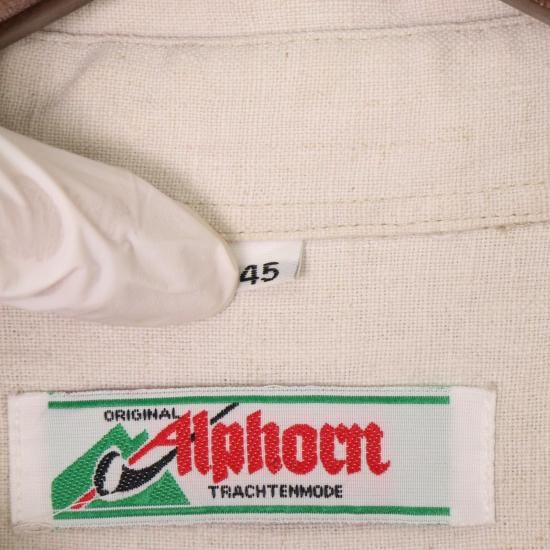 45
ORIGINAL
Alphorn
TRACHTENMODE